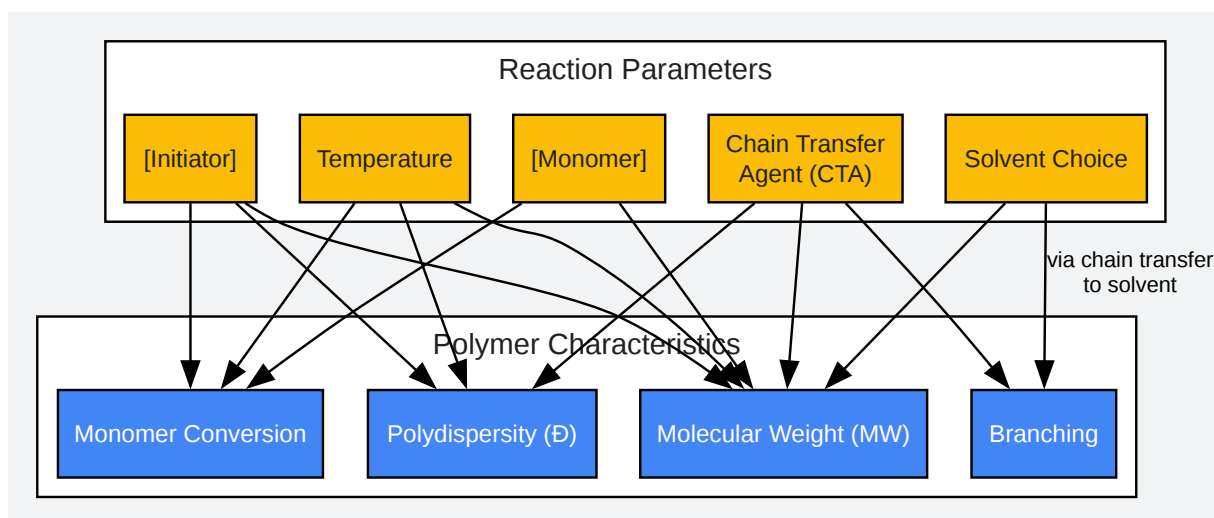 Reaction Parameters
[Initiator]
Temperature
[Monomer]
Chain Transfer
Agent (CTA)
Solvent Choice
via chain transfer
to solvent
Polymer Characteristics
Monomer Conversion
Polydispersity (Đ)
Molecular Weight (MW)
Branching